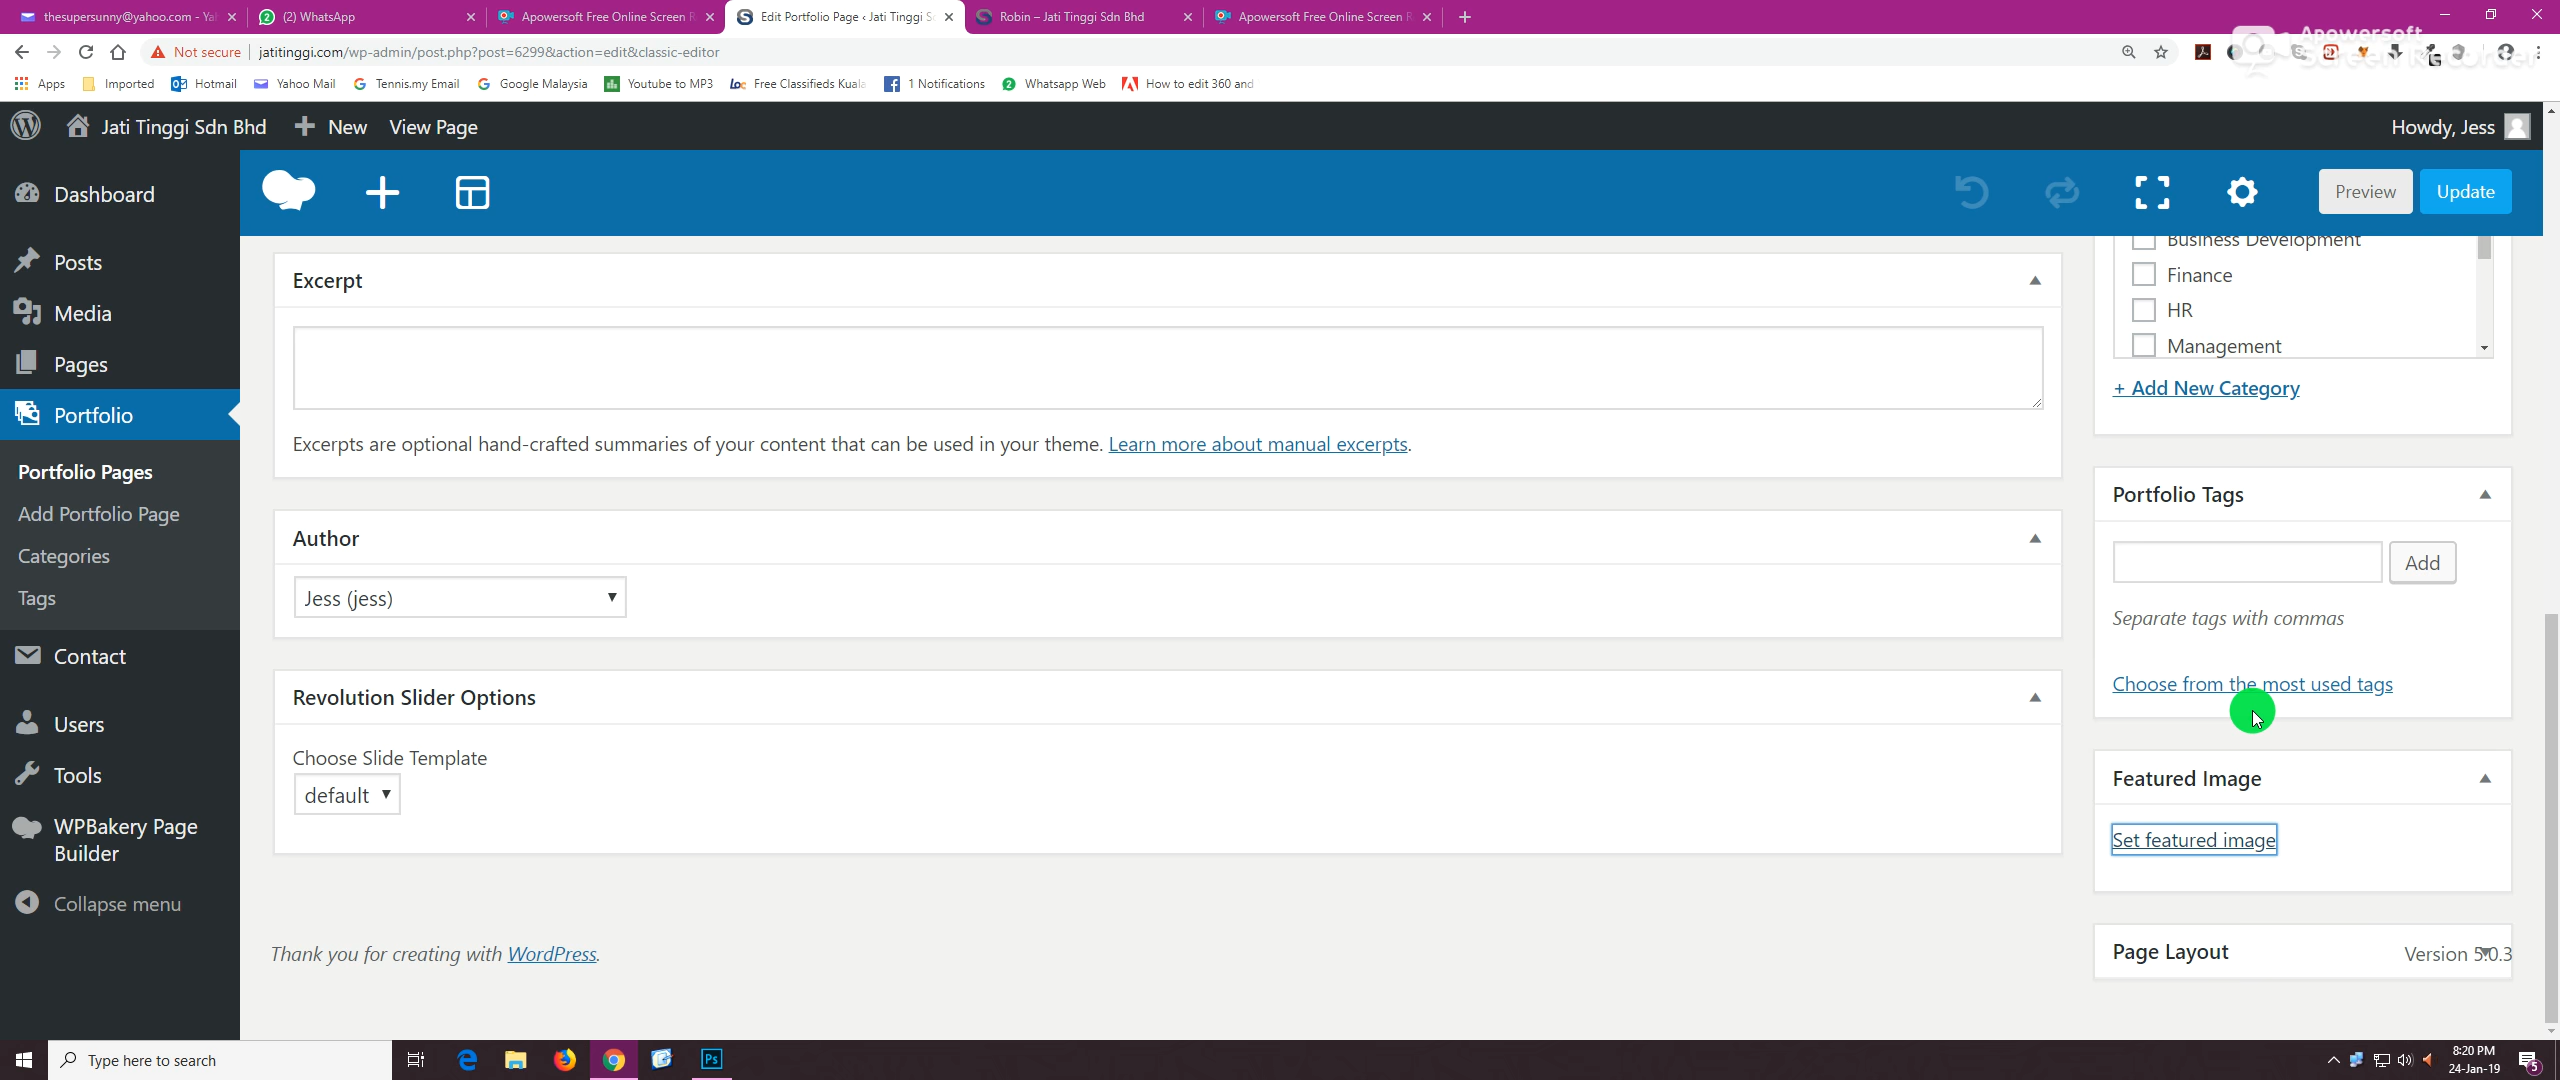 thesupersunny@yahoo.com - Ya
(2) WhatsApp
Apowersoft Free Online Screen R
Edit Portfolio Page ‹ Jati Tinggi S
Robin – Jati Tinggi Sdn Bhd
Apowersoft Free Online Screen R
Apowersoft
Screen Recorder
Not secure
jatitinggi.com/wp-admin/post.php?post=6299&action=edit&classic-editor
Apps
Imported
Hotmail
Yahoo Mail
Tennis.my Email
Google Malaysia
Youtube to MP3
Loc Free Classifieds Kuala
1 Notifications
Whatsapp Web
How to edit 360 and
Jati Tinggi Sdn Bhd
New
View Page
Howdy, Jess
Preview
Update
Dashboard
Posts
Media
Pages
Portfolio
Portfolio Pages
Add Portfolio Page
Categories
Tags
Contact
Users
Tools
WPBakery Page
Builder
Collapse menu
Excerpt
Excerpts are optional hand-crafted summaries of your content that can be used in your theme. Learn more about manual excerpts.
Author
Jess (jess)
Revolution Slider Options
Choose Slide Template
default
Thank you for creating with WordPress.
Business Development
Finance
HR
Management
+ Add New Category
Portfolio Tags
Add
Separate tags with commas
Choose from the most used tags
Featured Image
Set featured image
Page Layout
Version 5.0.3
Type here to search
Ps
8:20 PM
24-Jan-19
5